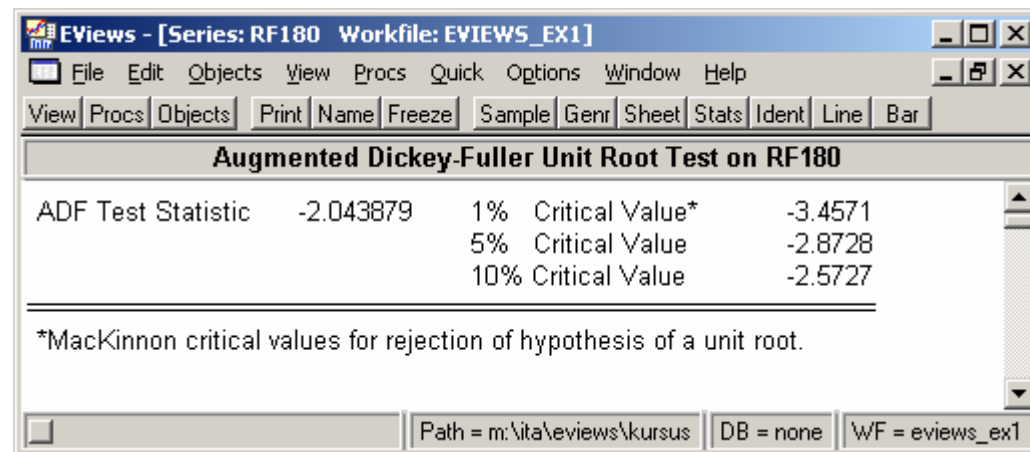 EViews - [Series: RF180 Workfile: EVIEWS_EX1]
File Edit Objects View Procs Quick Options Window Help
View Procs Objects Print Name Freeze Sample Genr Sheet Stats Ident Line Bar
Augmented Dickey-Fuller Unit Root Test on RF180
ADF Test Statistic -2.043879 1% Critical Value* -3.4571
5% Critical Value -2.8728
10% Critical Value -2.5727
*MacKinnon critical values for rejection of hypothesis of a unit root.
Path = m:\ita\eviews\kursus DB = none WF = eviews_ex1